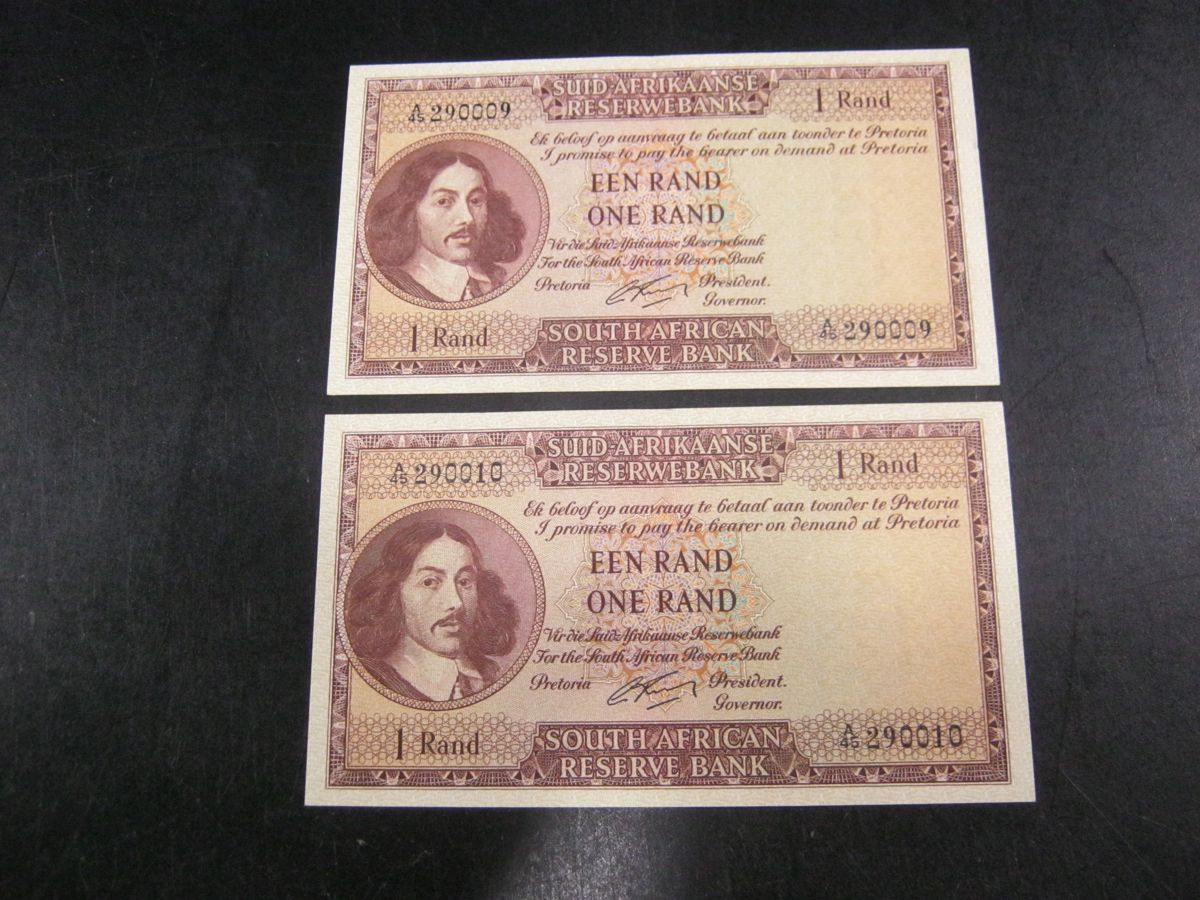 SUID-AFRIKAANSE
RESERWEBANK
A/45 290009
1 Rand
Ek beloof op aanvraag te betaal aan toonder te Pretoria
I promise to pay the bearer on demand at Pretoria
EEN RAND
ONE RAND
Vir die Suid-Afrikaanse Reserwebank
For the South African Reserve Bank
Pretoria President.
Governor.
1 Rand
SOUTH AFRICAN
RESERVE BANK
A/45 290009
SUID-AFRIKAANSE
RESERWEBANK
A/45 290010
1 Rand
Ek beloof op aanvraag te betaal aan toonder te Pretoria
I promise to pay the bearer on demand at Pretoria
EEN RAND
ONE RAND
Vir die Suid-Afrikaanse Reserwebank
For the South African Reserve Bank
Pretoria President.
Governor.
1 Rand
SOUTH AFRICAN
RESERVE BANK
A/45 290010